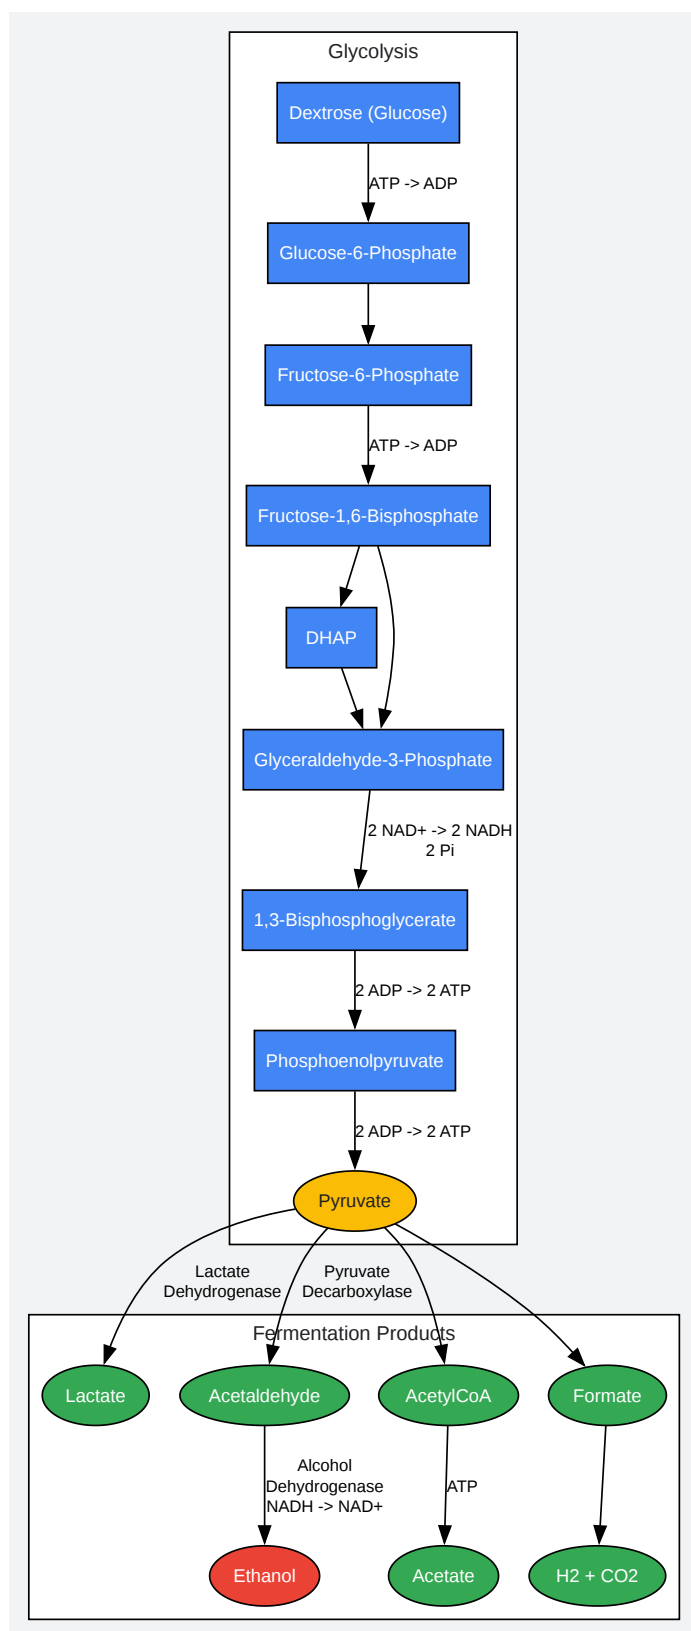 Glycolysis
Dextrose (Glucose)
ATP -> ADP
Glucose-6-Phosphate
Fructose-6-Phosphate
ATP -> ADP
Fructose-1,6-Bisphosphate
DHAP
Glyceraldehyde-3-Phosphate
2 NAD+ -> 2 NADH
2 Pi
1,3-Bisphosphoglycerate
2 ADP -> 2 ATP
Phosphoenolpyruvate
2 ADP -> 2 ATP
Pyruvate
Lactate
Dehydrogenase
Pyruvate
Decarboxylase
Fermentation Products
Lactate
Acetaldehyde
AcetylCoA
Formate
Alcohol
Dehydrogenase
NADH -> NAD+
ATP
Ethanol
Acetate
H2 + CO2